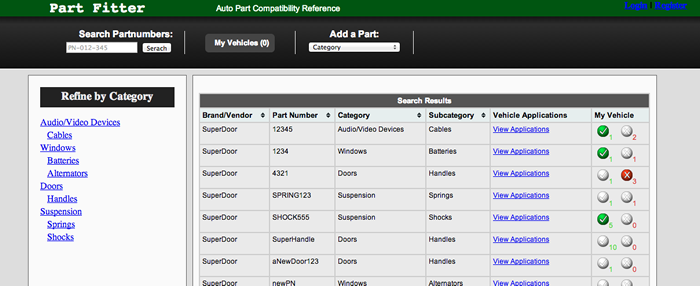 Part Fitter Auto Part Compatibility Reference Login | Register
Search Partnumbers: Add a Part:
PN-012-345 Serach My Vehicles (0) Category
Refine by Category
Audio/Video Devices
Cables
Windows
Batteries
Alternators
Doors
Handles
Suspension
Springs
Shocks
Search Results
Brand/Vendor Part Number Category Subcategory Vehicle Applications My Vehicle
SuperDoor 12345 Audio/Video Devices Cables View Applications 1 2
SuperDoor 1234 Windows Batteries View Applications 1 1
SuperDoor 4321 Doors Handles View Applications 1 3
SuperDoor SPRING123 Suspension Springs View Applications 1 1
SuperDoor SHOCK555 Suspension Shocks View Applications 5 0
SuperDoor SuperHandle Doors Handles View Applications 10 0
SuperDoor aNewDoor123 Doors Handles View Applications 1 0
SuperDoor newPN Windows Alternators View Applications